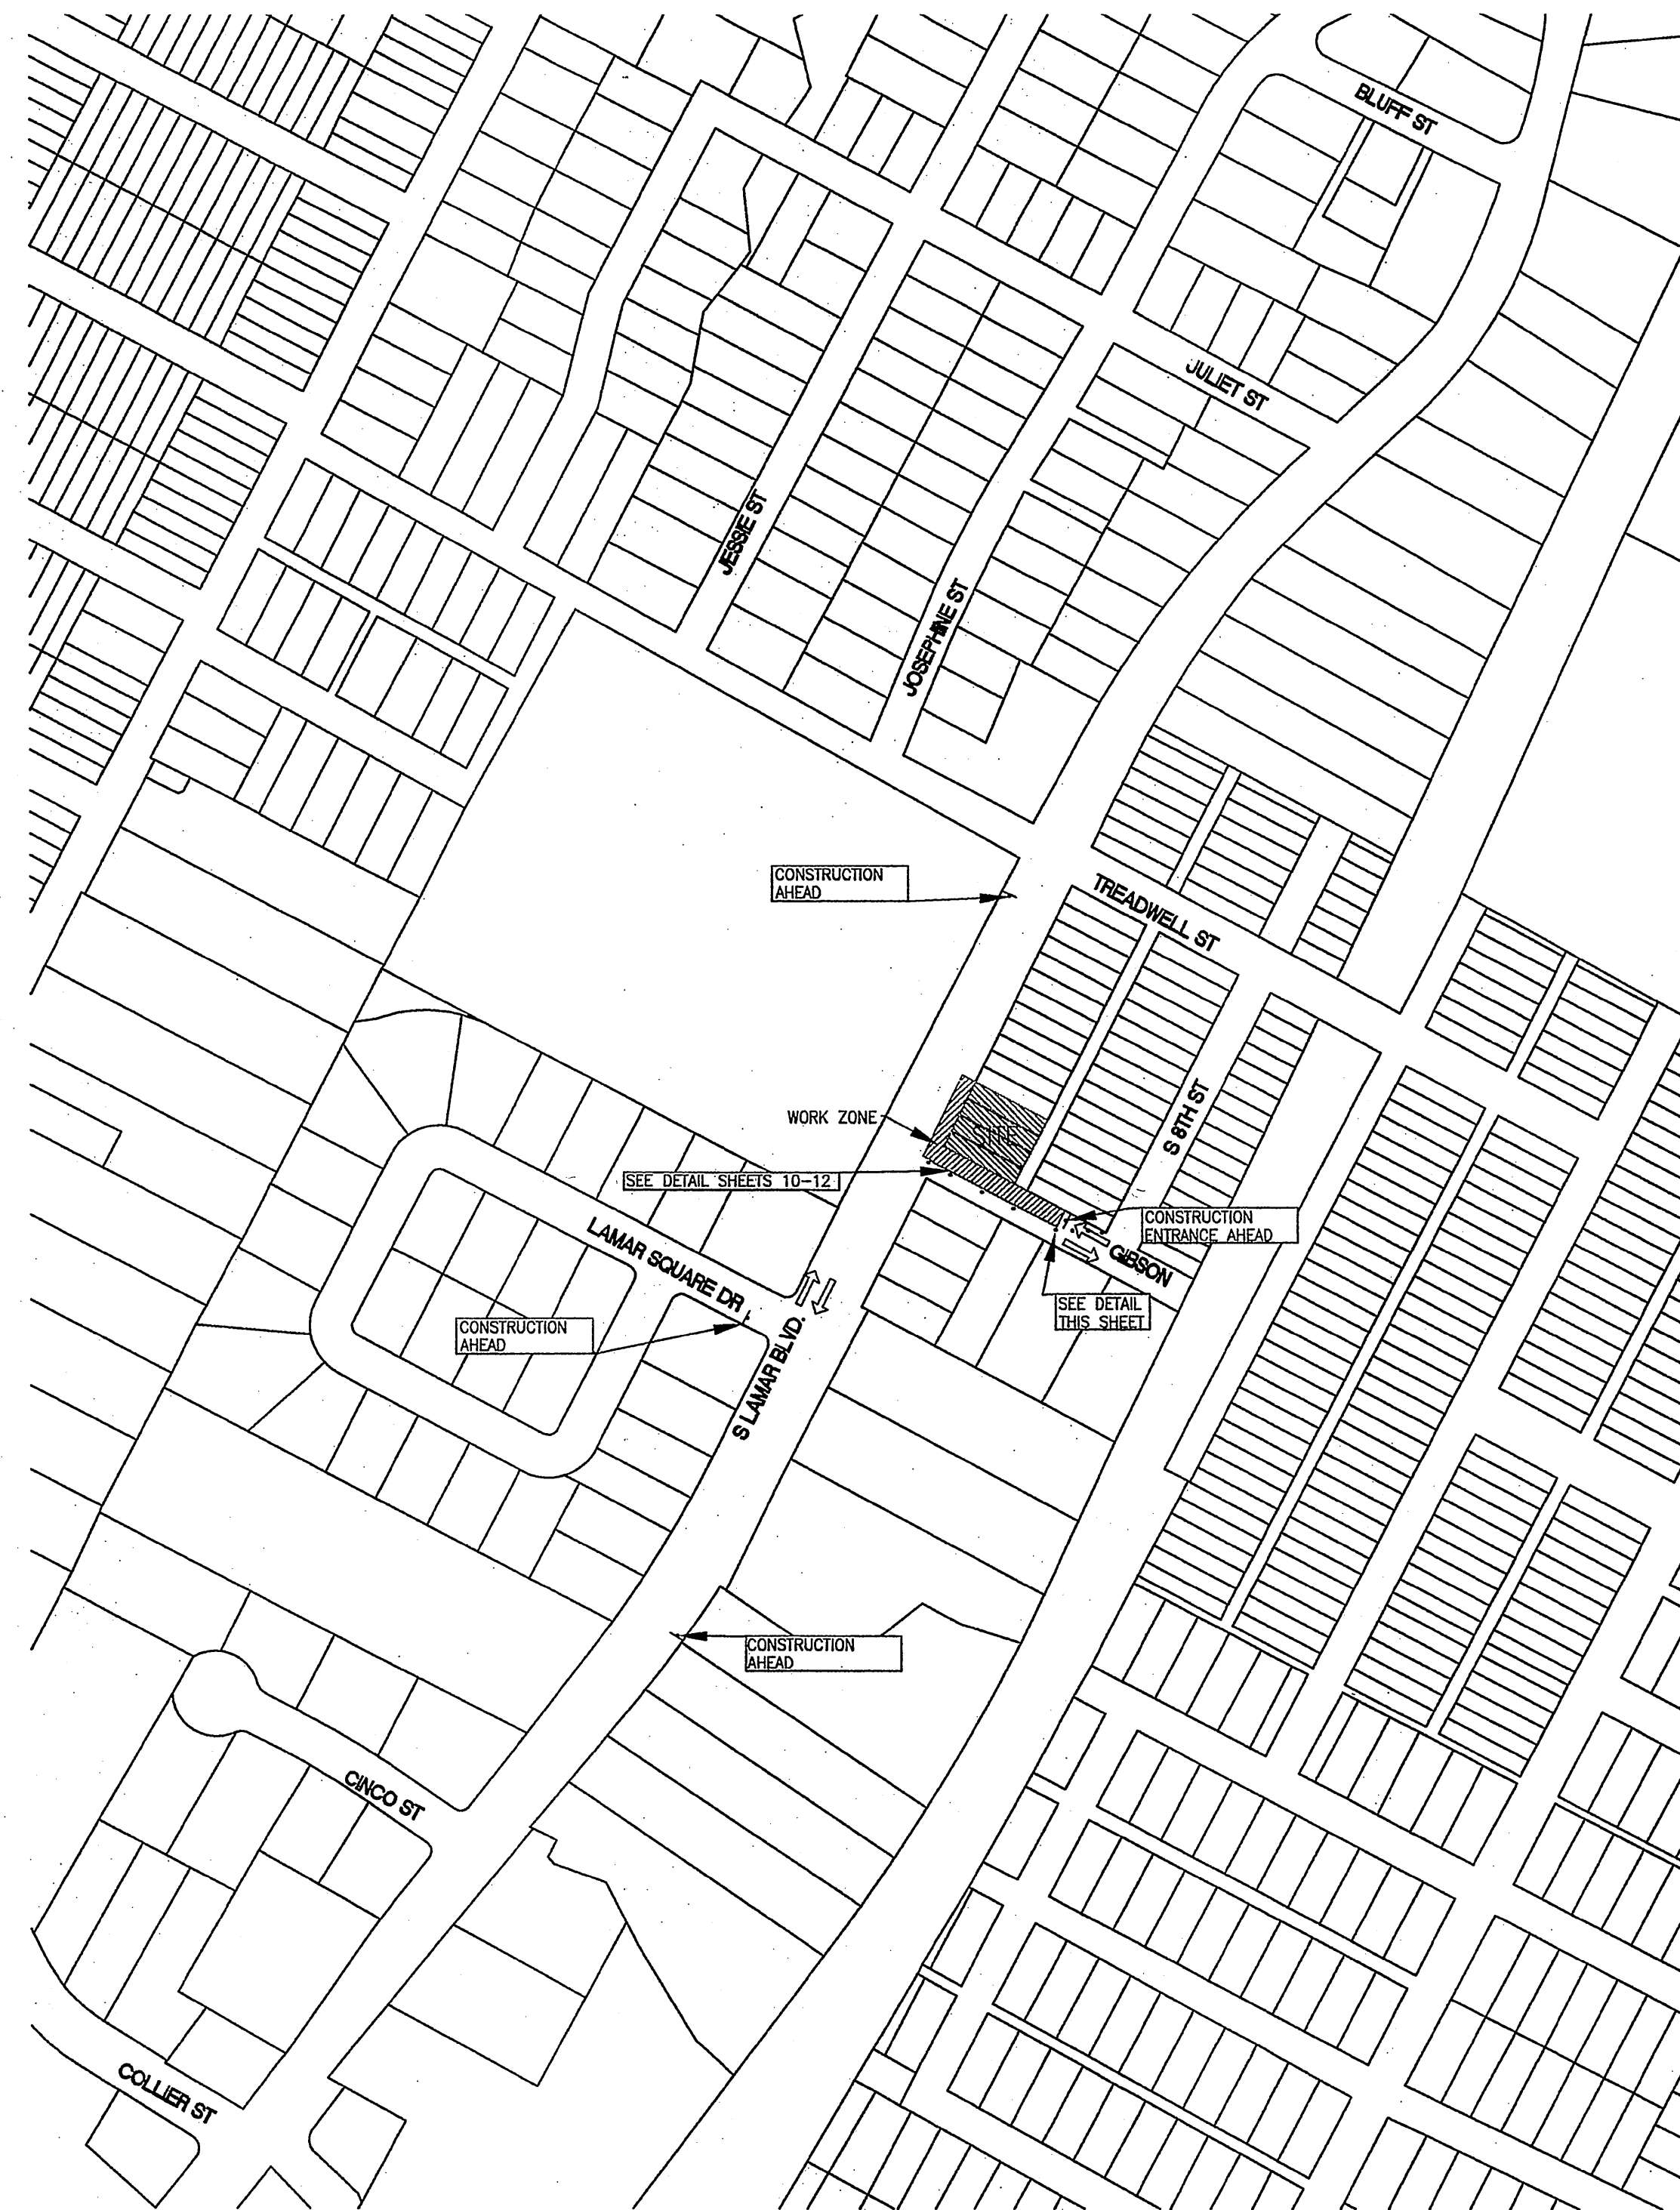 BLUFF ST
JULIET ST
JESSIE ST
JOSEPHINE ST
CONSTRUCTION
AHEAD
TREADWELL ST
S 8TH ST
WORK ZONE
SITE
SEE DETAIL SHEETS 10-12
CONSTRUCTION
ENTRANCE AHEAD
GIBSON
LAMAR SQUARE DR
SEE DETAIL
THIS SHEET
CONSTRUCTION
AHEAD
S LAMAR BLVD.
CONSTRUCTION
AHEAD
CINCO ST
COLLIER ST